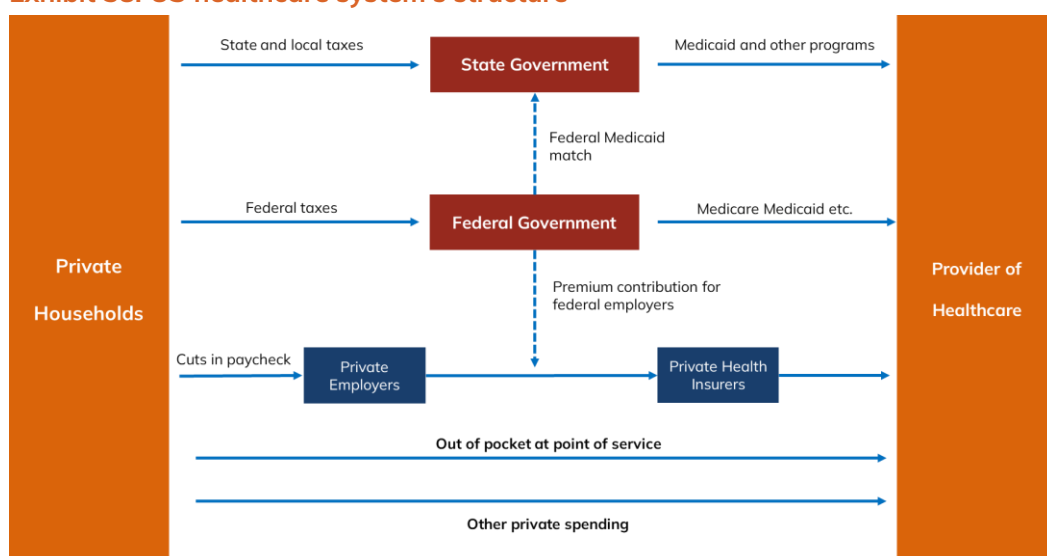 State and local taxes
State Government
Medicaid and other programs
Federal Medicaid
match
Federal taxes
Federal Government
Medicare Medicaid etc.
Private
Households
Provider of
Healthcare
Premium contribution for
federal employers
Cuts in paycheck
Private
Employers
Private Health
Insurers
Out of pocket at point of service
Other private spending